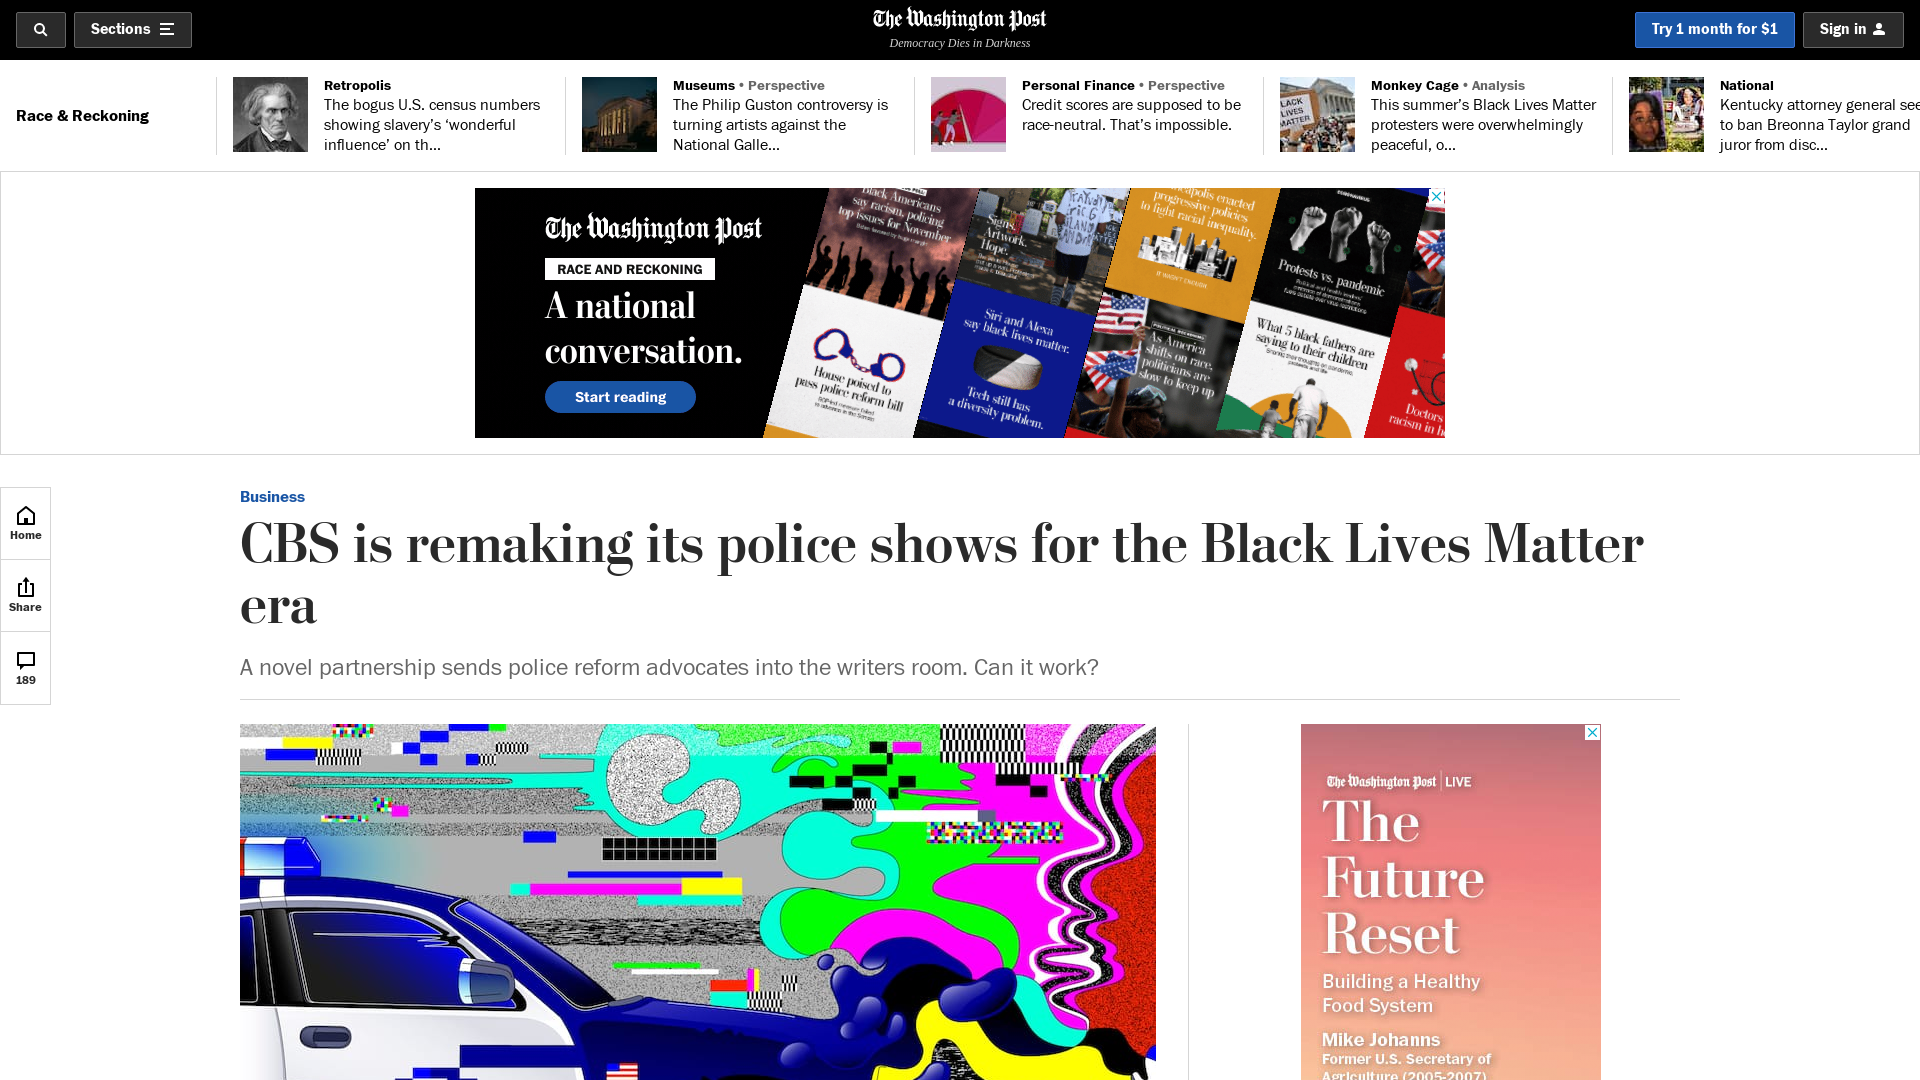 Sections
The Washington Post
Democracy Dies in Darkness
Try 1 month for $1
Sign in
Race & Reckoning
Retropolis
The bogus U.S. census numbers
showing slavery’s ‘wonderful
influence’ on th...
Museums • Perspective
The Philip Guston controversy is
turning artists against the
National Galle...
Personal Finance • Perspective
Credit scores are supposed to be
race-neutral. That’s impossible.
Monkey Cage • Analysis
This summer’s Black Lives Matter
protesters were overwhelmingly
peaceful, o...
National
Kentucky attorney general see
to ban Breonna Taylor grand
juror from disc...
The Washington Post
RACE AND RECKONING
A national
conversation.
Start reading
Black Americans
say racism, policing
top issues for November
House poised to
pass police reform bill
Signs.
Artwork.
Hope.
Siri and Alexa
say black lives matter.
Tech still has
a diversity problem.
enacted
progressive policies
to fight racial inequality.
IT WASN'T ENOUGH
As America
shifts on race,
politicians are
slow to keep up
Protests vs. pandemic
What 5 black fathers are
saying to their children
Doctors
racism in
Business
CBS is remaking its police shows for the Black Lives Matter
era
A novel partnership sends police reform advocates into the writers room. Can it work?
Home
Share
189
The Washington Post LIVE
The
Future
Reset
Building a Healthy
Food System
Mike Johanns
Former U.S. Secretary of
Agriculture (2005-2007)